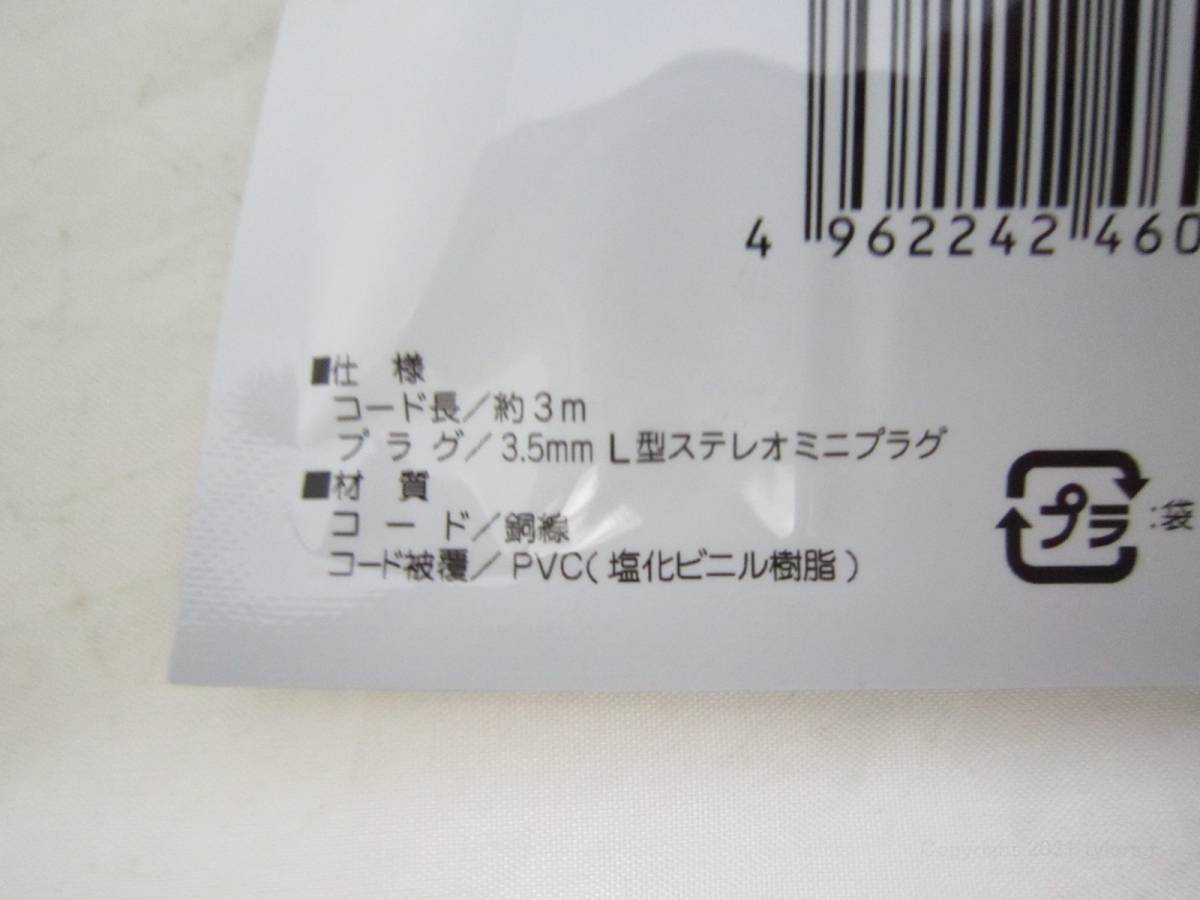 4 962242 460
■仕 様
コード長／約3m
プ ラ グ／3.5mm L型ステレオミニプラグ
■材 質
コ ー ド／銅線
コード被覆／PVC(塩化ビニル樹脂)
プラ :袋
Copyright 2021